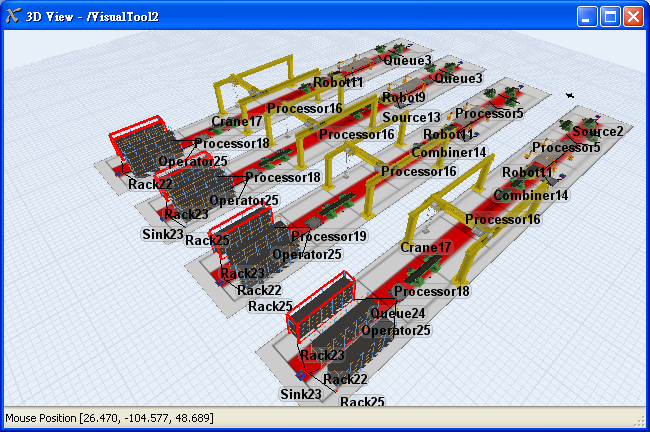 3D View - /VisualTool2
Queue3
Queue3
Robot11
Robot9
Processor16
Source13
Processor5
Crane17
Processor16
Robot11
Source2
Processor18
Combiner14
Processor5
Operator25
Processor18
Processor16
Robot11
Rack22
Operator25
Combiner14
Rack23
Processor16
Sink23
Rack25
Processor19
Crane17
Operator25
Rack23
Rack22
Processor18
Rack25
Queue24
Operator25
Rack23
Rack22
Sink23
Rack25
Mouse Position [26.470, -104.577, 48.689]